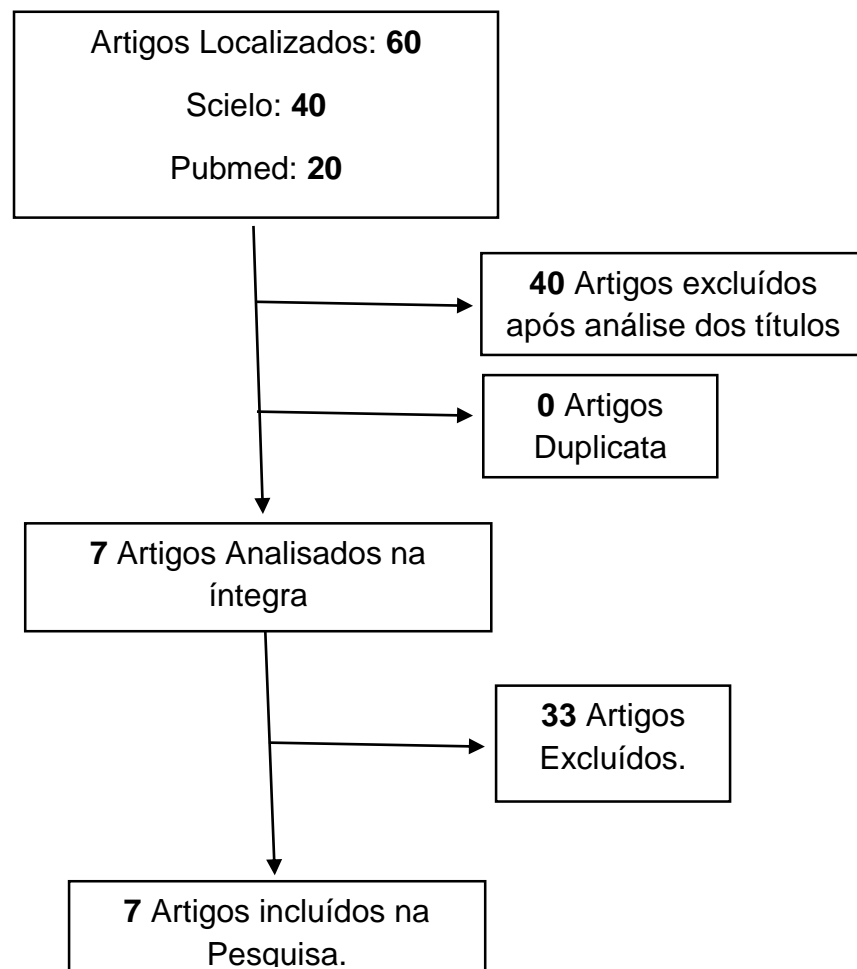 Artigos Localizados: 60
Scielo: 40
Pubmed: 20
40 Artigos excluídos
após análise dos títulos
0 Artigos
Duplicata
7 Artigos Analisados na
íntegra
33 Artigos
Excluídos.
7 Artigos incluídos na
Pesquisa.